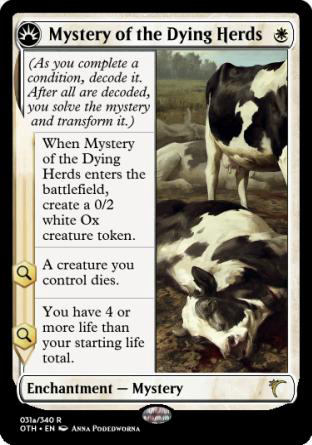 Mystery of the Dying Herds
(As you complete a
condition, decode it.
After all are decoded,
you solve the mystery
and transform it.)
When Mystery
of the Dying
Herds enters the
battlefield,
create a 0/2
white Ox
creature token.
A creature you
control dies.
You have 4 or
more life than
your starting life
total.
Enchantment — Mystery
031a/340 R
OTH • EN Anna Podedworna